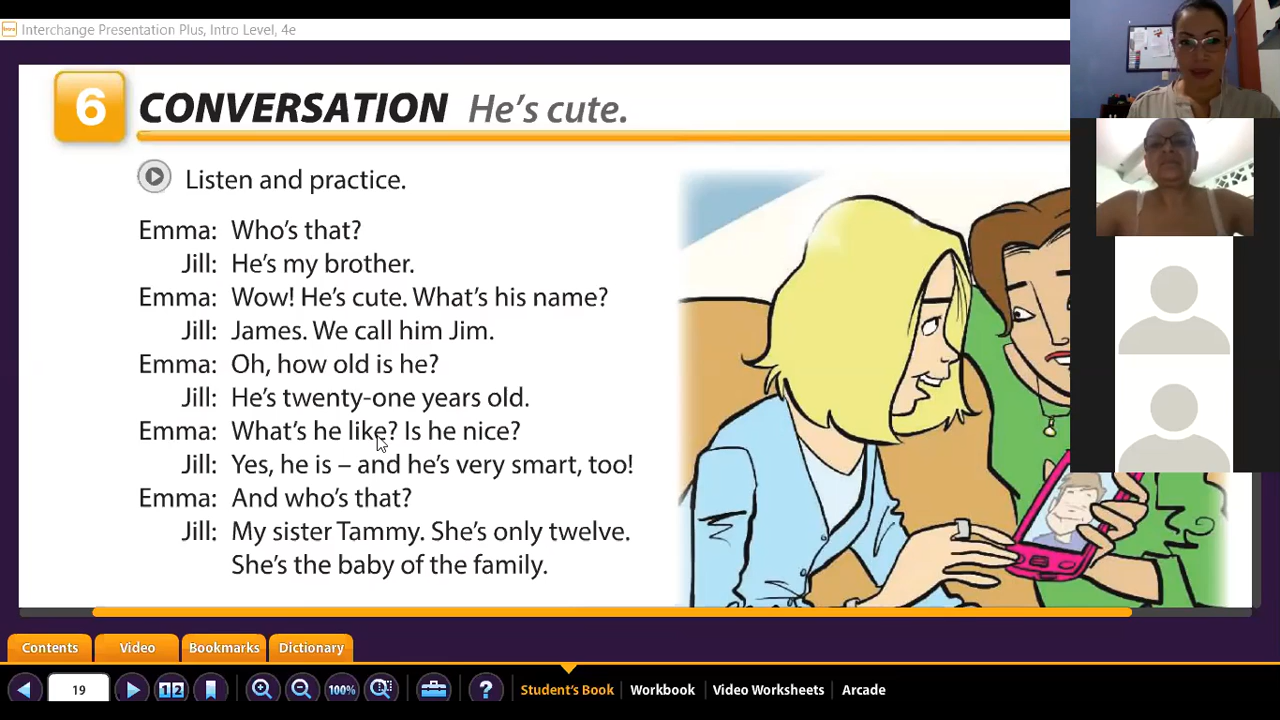 Interchange Presentation Plus, Intro Level, 4e
6 CONVERSATION He's cute.
Listen and practice.
Emma: Who's that?
Jill: He's my brother.
Emma: Wow! He's cute. What's his name?
Jill: James. We call him Jim.
Emma: Oh, how old is he?
Jill: He's twenty-one years old.
Emma: What's he like? Is he nice?
Jill: Yes, he is – and he's very smart, too!
Emma: And who's that?
Jill: My sister Tammy. She's only twelve.
She's the baby of the family.
Contents Video Bookmarks Dictionary
19 1 2 100% ? Student's Book Workbook Video Worksheets Arcade